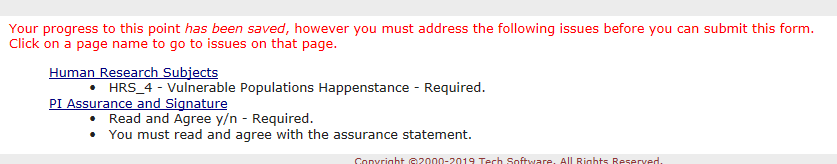 Your progress to this point has been saved, however you must address the following issues before you can submit this form.
Click on a page name to go to issues on that page.
Human Research Subjects
• HRS_4 - Vulnerable Populations Happenstance - Required.
PI Assurance and Signature
• Read and Agree y/n - Required.
• You must read and agree with the assurance statement.
Copyright ©2000-2019 Tech Software. All Rights Reserved.